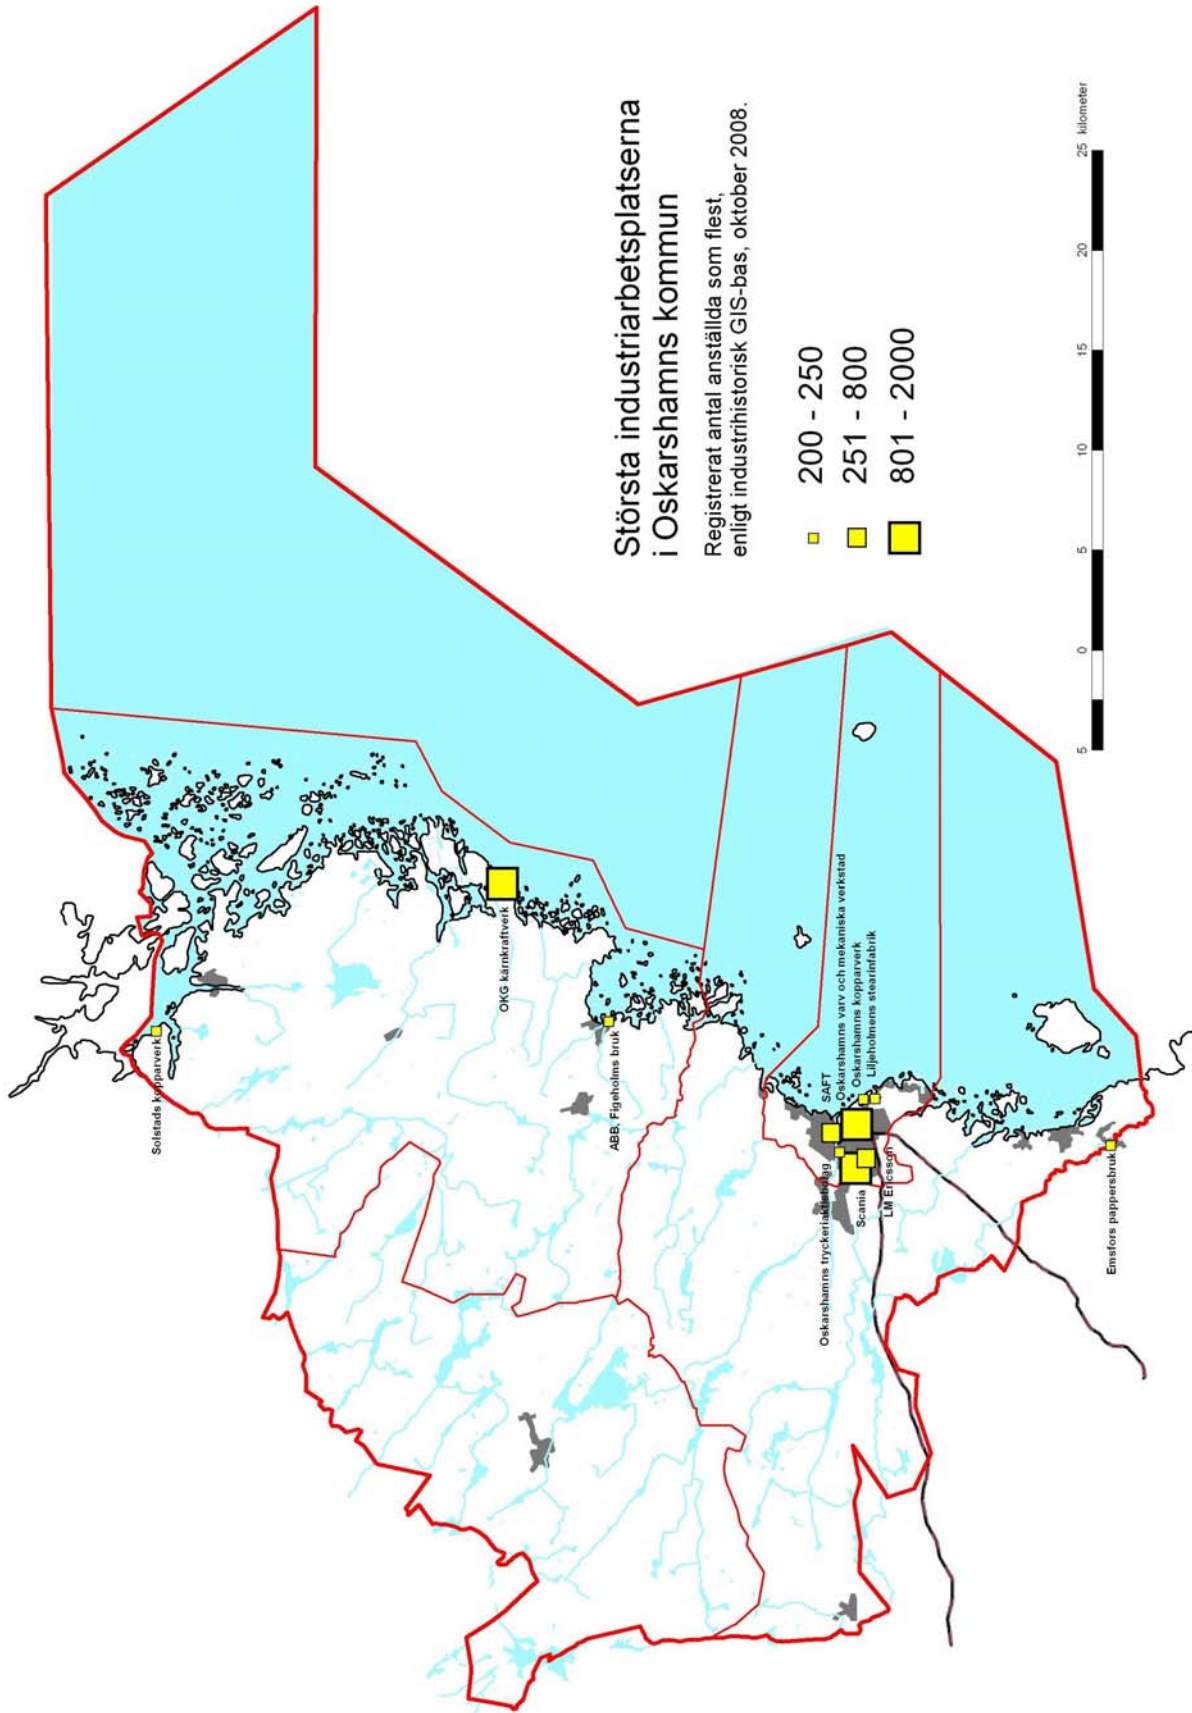 Största industriarbetsplatserna
i Oskarshamns kommun
Registrerat antal anställda som flest,
enligt industrihistorisk GIS-bas, oktober 2008.
200 - 250
251 - 800
801 - 2000
5 0 5 10 15 20 25 kilometer
Solstads kopparverk
OKG kärnkraftverk
ABB, Figeholms bruk
SAFT
Oskarshamns varv och mekaniska verkstad
Oskarshamns kopparverk
Liljeholmens stearinfabrik
Oskarshamns tryckeriaktiebolag
Scania
LM Ericsson
Emsfors pappersbruk